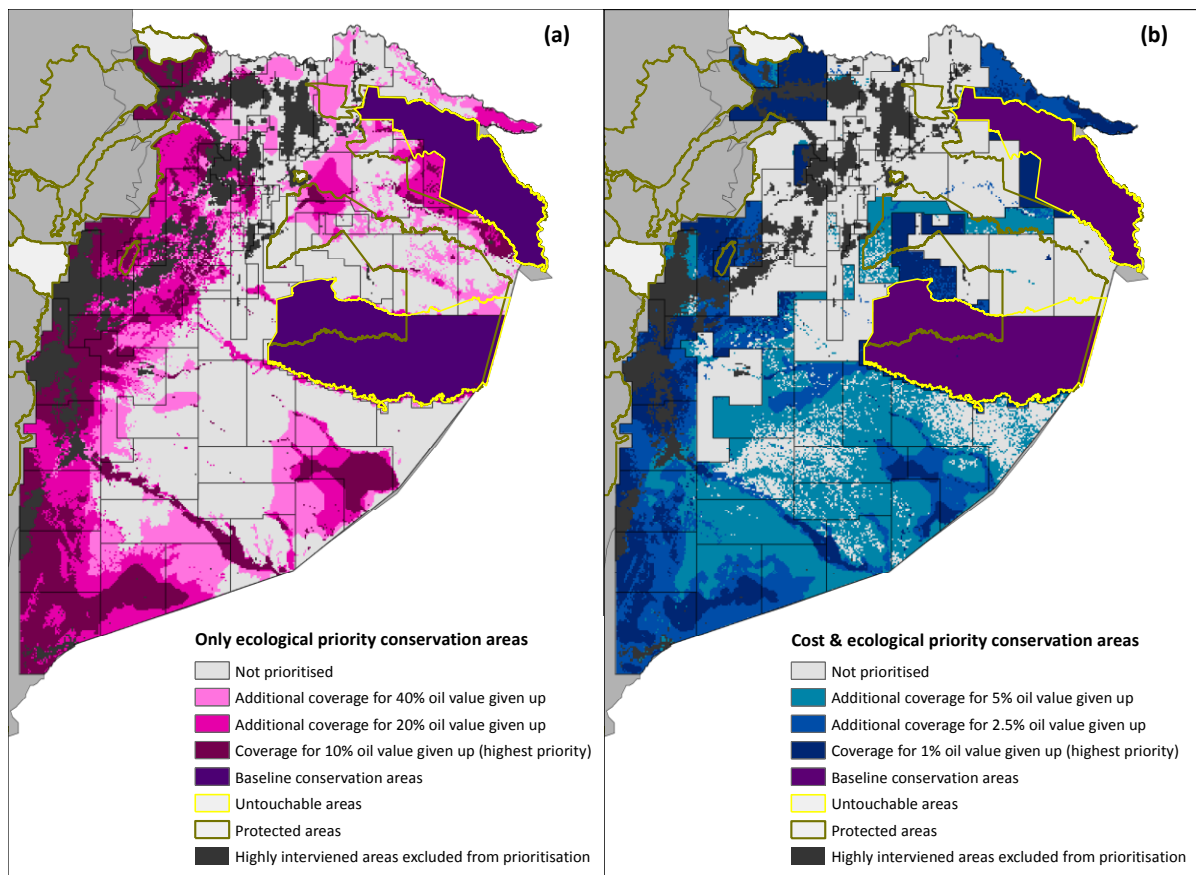 (a)
Only ecological priority conservation areas
Not prioritised
Additional coverage for 40% oil value given up
Additional coverage for 20% oil value given up
Coverage for 10% oil value given up (highest priority)
Baseline conservation areas
Untouchable areas
Protected areas
Highly interviened areas excluded from prioritisation
(b)
Cost & ecological priority conservation areas
Not prioritised
Additional coverage for 5% oil value given up
Additional coverage for 2.5% oil value given up
Coverage for 1% oil value given up (highest priority)
Baseline conservation areas
Untouchable areas
Protected areas
Highly interviened areas excluded from prioritisation